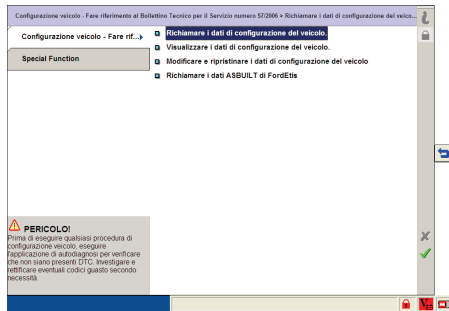 Configurazione veicolo - Fare riferimento al Bollettino Tecnico per il Servizio numero 57/2006 > Richiamare i dati di configurazione del veico...
Configurazione veicolo - Fare rif...
Special Function
Richiamare i dati di configurazione del veicolo.
Visualizzare i dati di configurazione del veicolo.
Modificare e ripristinare i dati di configurazione del veicolo
Richiamare i dati ASBUILT di FordEtis
PERICOLO!
Prima di eseguire qualsiasi procedura di
configurazione veicolo, eseguire
l'applicazione di autodiagnosi per verificare
che non siano presenti DTC. Investigare e
rettificare eventuali codici guasto secondo
necessità.